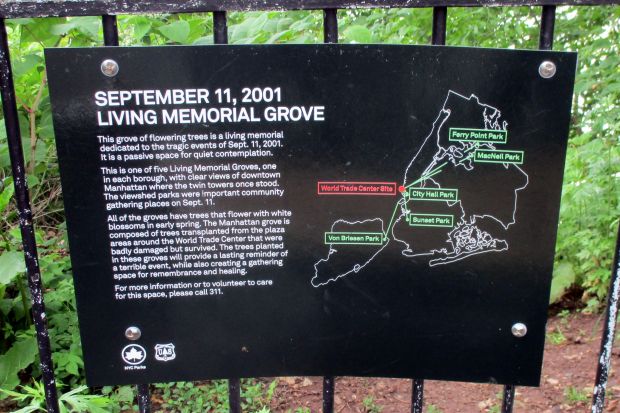 SEPTEMBER 11, 2001
LIVING MEMORIAL GROVE
This grove of flowering trees is a living memorial
dedicated to the tragic events of Sept. 11, 2001.
It is a passive space for quiet contemplation.
This is one of five Living Memorial Groves, one
in each borough, with clear views of downtown
Manhattan where the twin towers once stood.
The viewshed parks were important community
gathering places on Sept. 11.
All of the groves have trees that flower with white
blossoms in early spring. The Manhattan grove is
composed of trees transplanted from the plaza
areas around the World Trade Center that were
badly damaged but survived. The trees planted
in these groves will provide a lasting reminder of
a terrible event, while also creating a gathering
space for remembrance and healing.
For more information or to volunteer to care
for this space, please call 311.
Ferry Point Park
MacNeil Park
World Trade Center Site
City Hall Park
Sunset Park
Von Briesen Park
NYC Parks
UAS